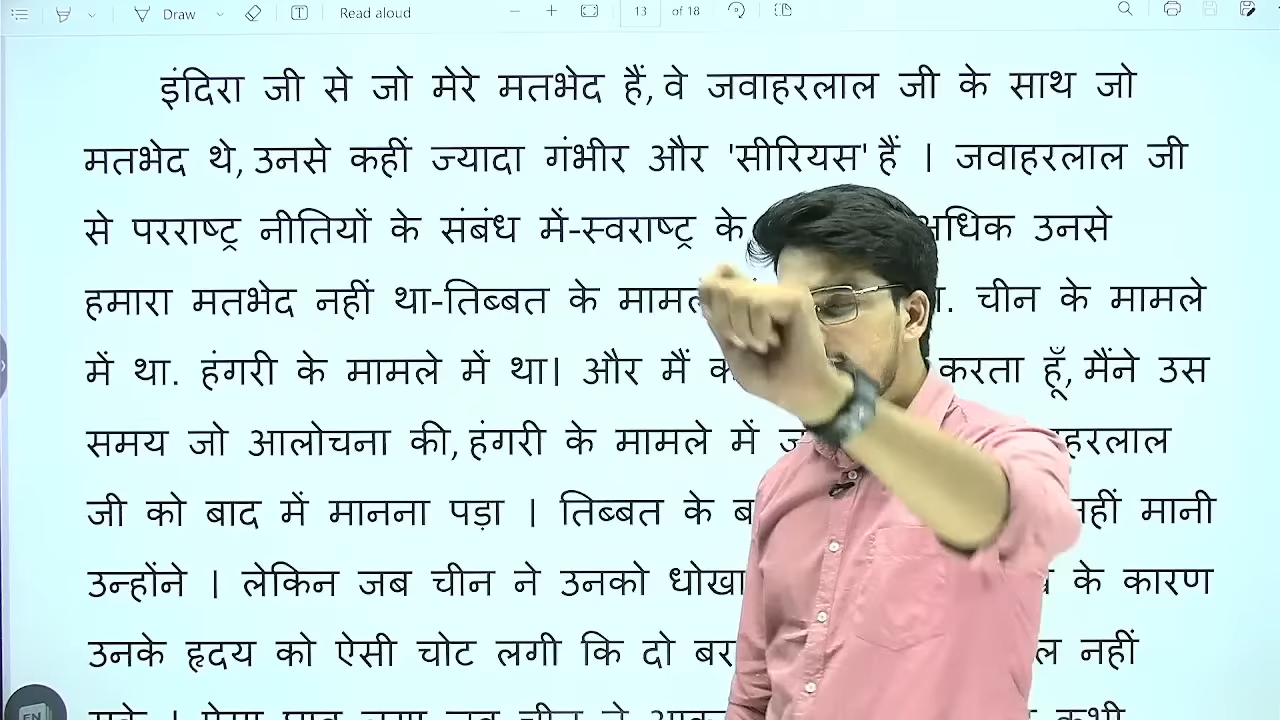 Draw Read aloud 13 of 18
इंदिरा जी से जो मेरे मतभेद हैं, वे जवाहरलाल जी के साथ जो
मतभेद थे, उनसे कहीं ज्यादा गंभीर और 'सीरियस' हैं । जवाहरलाल जी
से परराष्ट्र नीतियों के संबंध में-स्वराष्ट्र के अधिक उनसे
हमारा मतभेद नहीं था-तिब्बत के मामले चीन के मामले
में था. हंगरी के मामले में था। और मैं करता हूँ, मैंने उस
समय जो आलोचना की, हंगरी के मामले में
जी को बाद में मानना पड़ा । तिब्बत के नहीं मानी
उन्होंने । लेकिन जब चीन ने उनको धोखा के कारण
उनके हृदय को ऐसी चोट लगी कि दो नहीं
EN